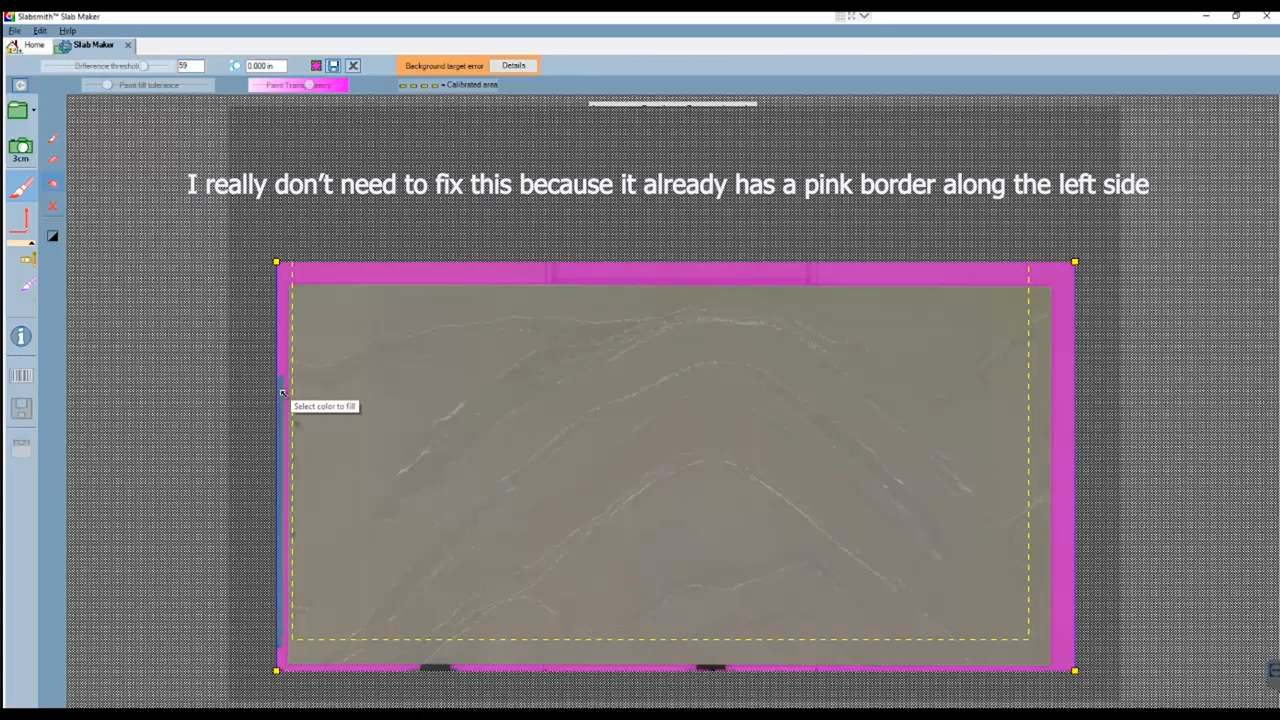 Slabsmith™ Slab Maker
File Edit Help
Home Slab Maker
Difference threshold 59 0.000 in Background target error Details
Paint fill tolerance Paint Transparency = Calibrated area
3cm
I really don't need to fix this because it already has a pink border along the left side
Select color to fill